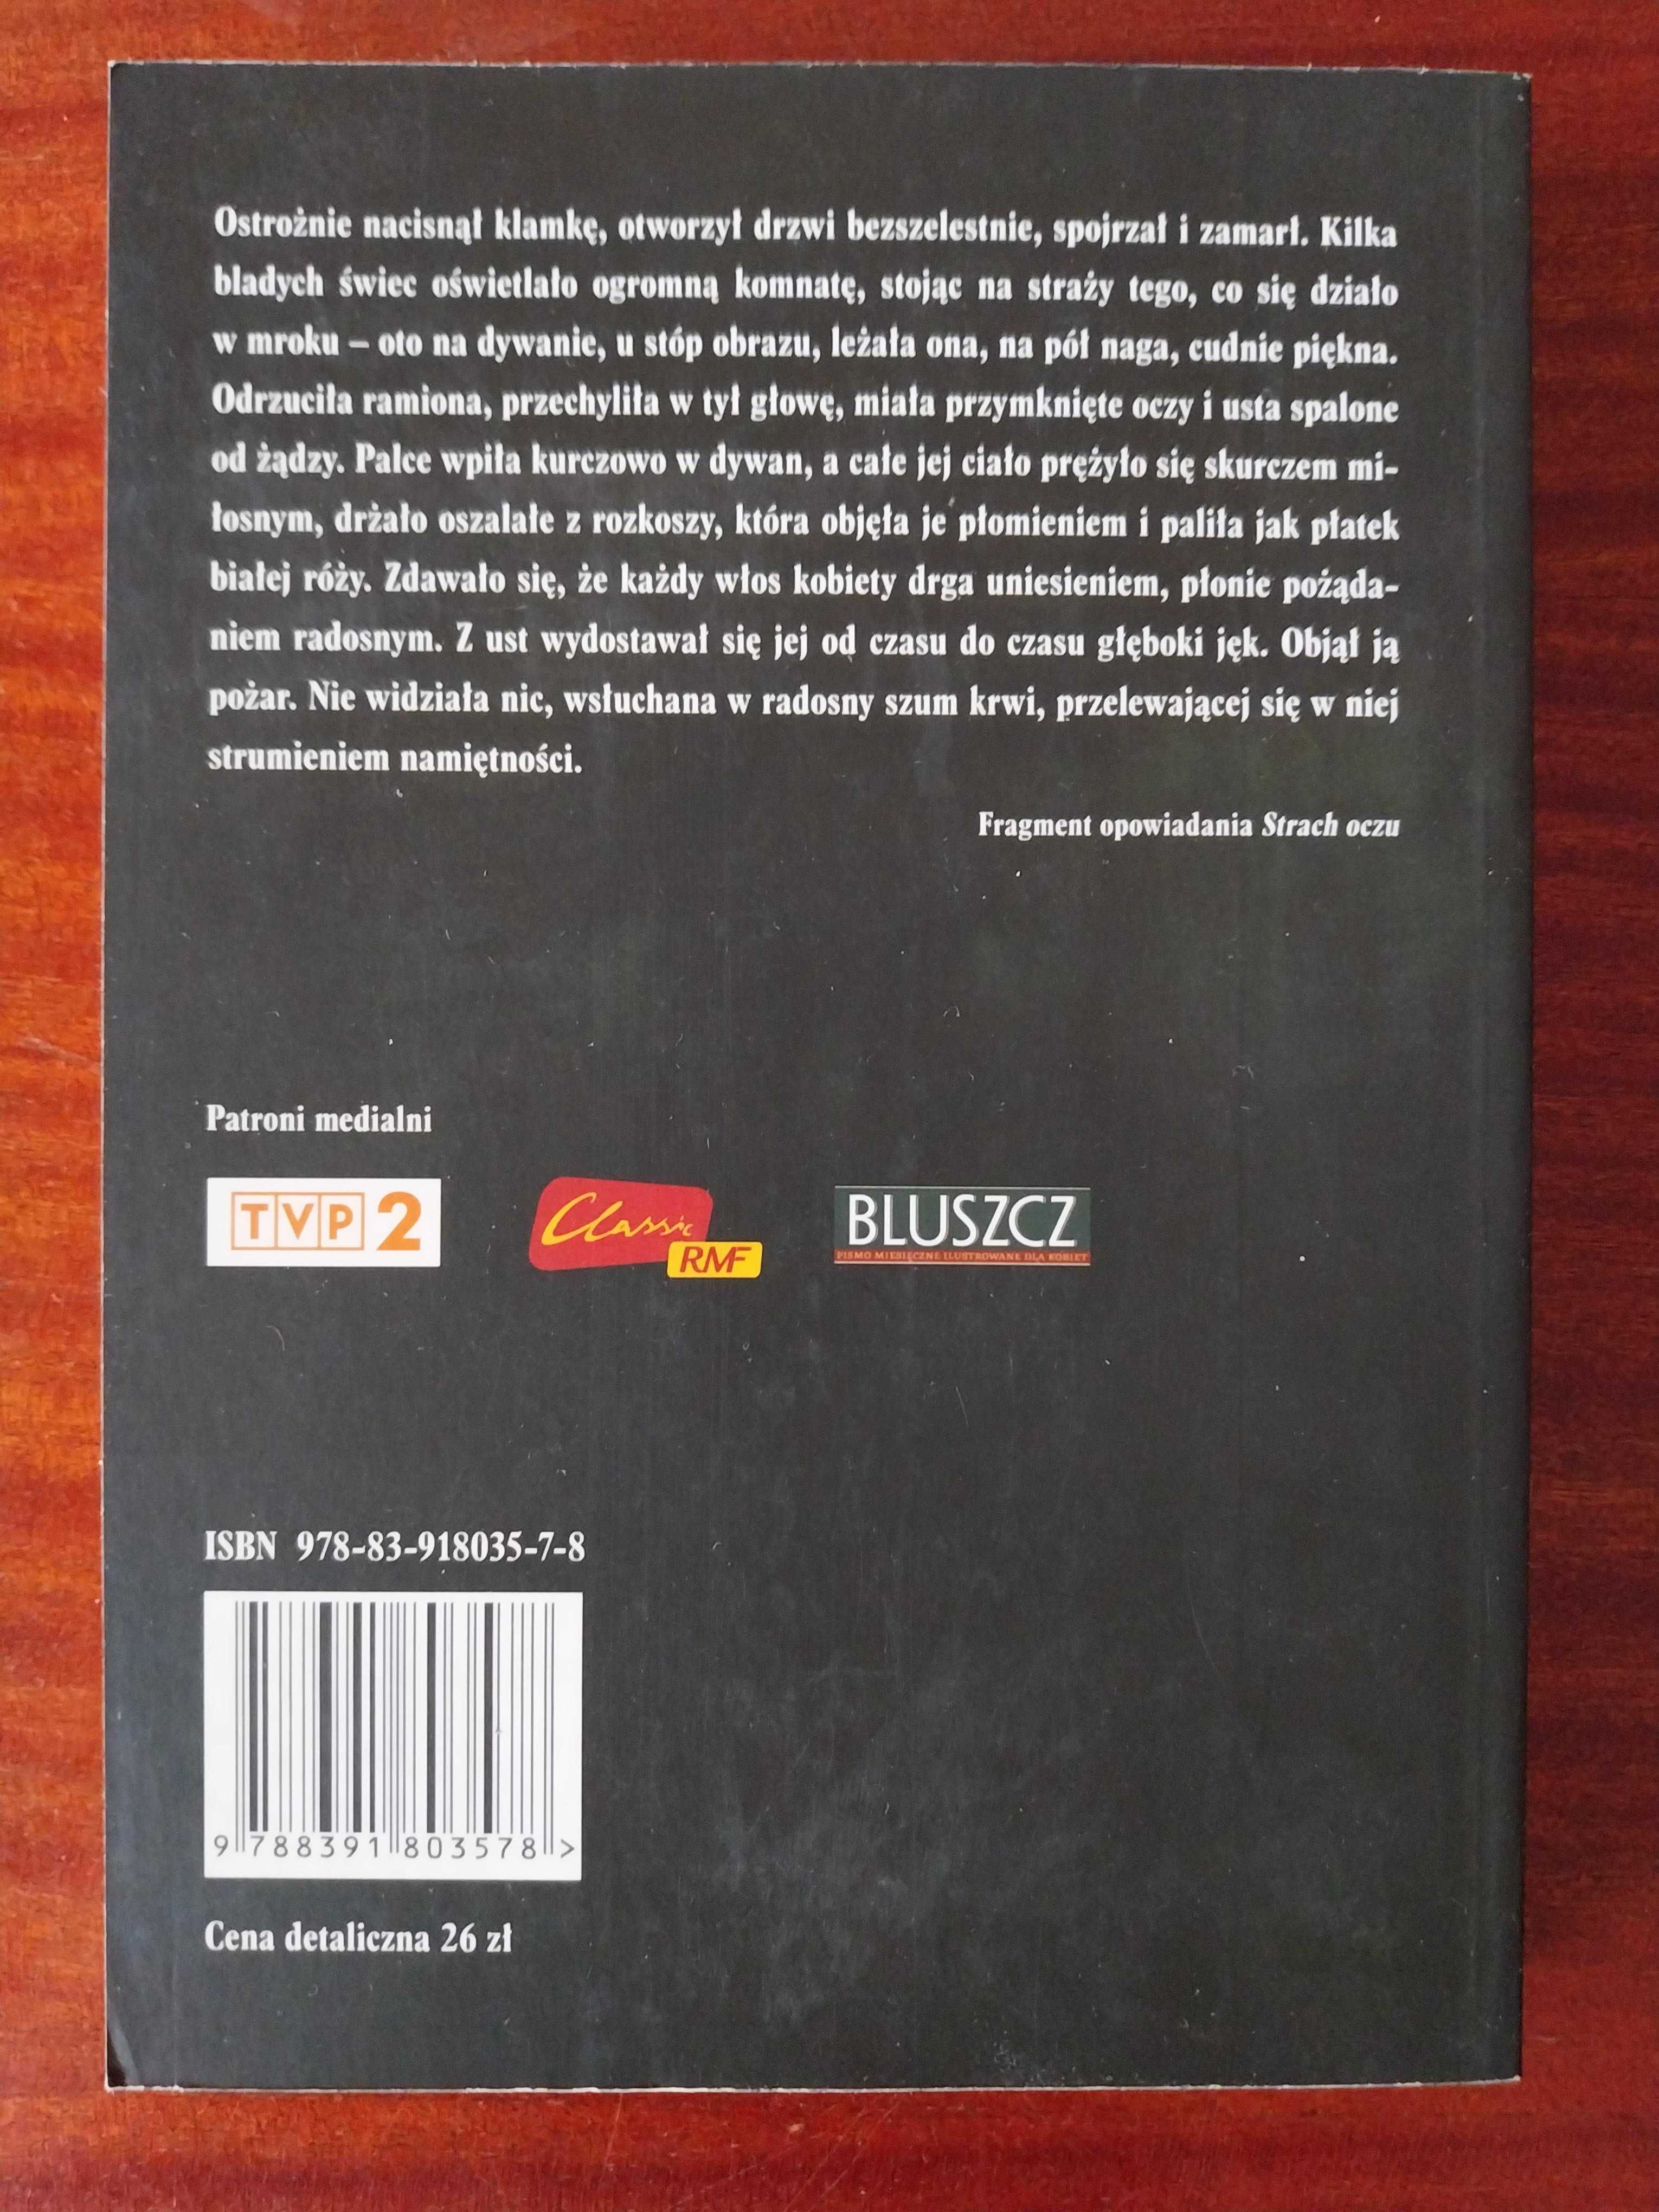 Ostrożnie nacisnął klamkę, otworzył drzwi bezszelestnie, spojrzał i zamarł. Kilka
bladych świec oświetlało ogromną komnatę, stojąc na straży tego, co się działo
w mroku – oto na dywanie, u stóp obrazu, leżała ona, na pół naga, cudnie piękna.
Odrzuciła ramiona, przechyliła w tył głowę, miała przymknięte oczy i usta spalone
od żądzy. Palce wpiła kurczowo w dywan, a całe jej ciało prężyło się skurczem mi-
łosnym, drżało oszalałe z rozkoszy, która objęła je płomieniem i paliła jak płatek
białej róży. Zdawało się, że każdy włos kobiety drga uniesieniem, płonie pożąda-
niem radosnym. Z ust wydostawał się jej od czasu do czasu głęboki jęk. Objął ją
pożar. Nie widziała nic, wsłuchana w radosny szum krwi, przelewającej się w niej
strumieniem namiętności.
Fragment opowiadania Strach oczu
Patroni medialni
TVP 2
Classic
RMF
BLUSZCZ
PISMO MIESIĘCZNE ILUSTROWANE DLA KOBIET
ISBN 978-83-918035-7-8
9 788391 803578 >
Cena detaliczna 26 zł